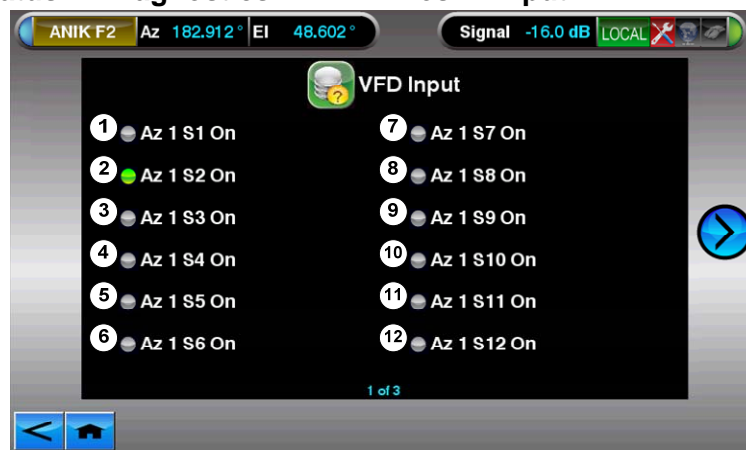 ANIK F2 Az 182.912° El 48.602° Signal -16.0 dB LOCAL
VFD Input
1 Az 1 S1 On
2 Az 1 S2 On
3 Az 1 S3 On
4 Az 1 S4 On
5 Az 1 S5 On
6 Az 1 S6 On
7 Az 1 S7 On
8 Az 1 S8 On
9 Az 1 S9 On
10 Az 1 S10 On
11 Az 1 S11 On
12 Az 1 S12 On
1 of 3